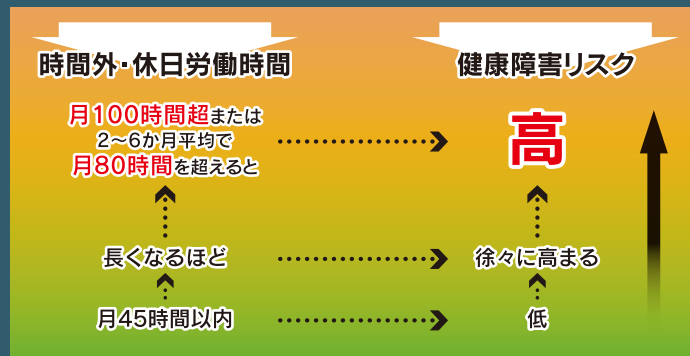 時間外・休日労働時間
健康障害リスク
月100時間超または
2～6か月平均で
月80時間を超えると
高
長くなるほど
徐々に高まる
月45時間以内
低